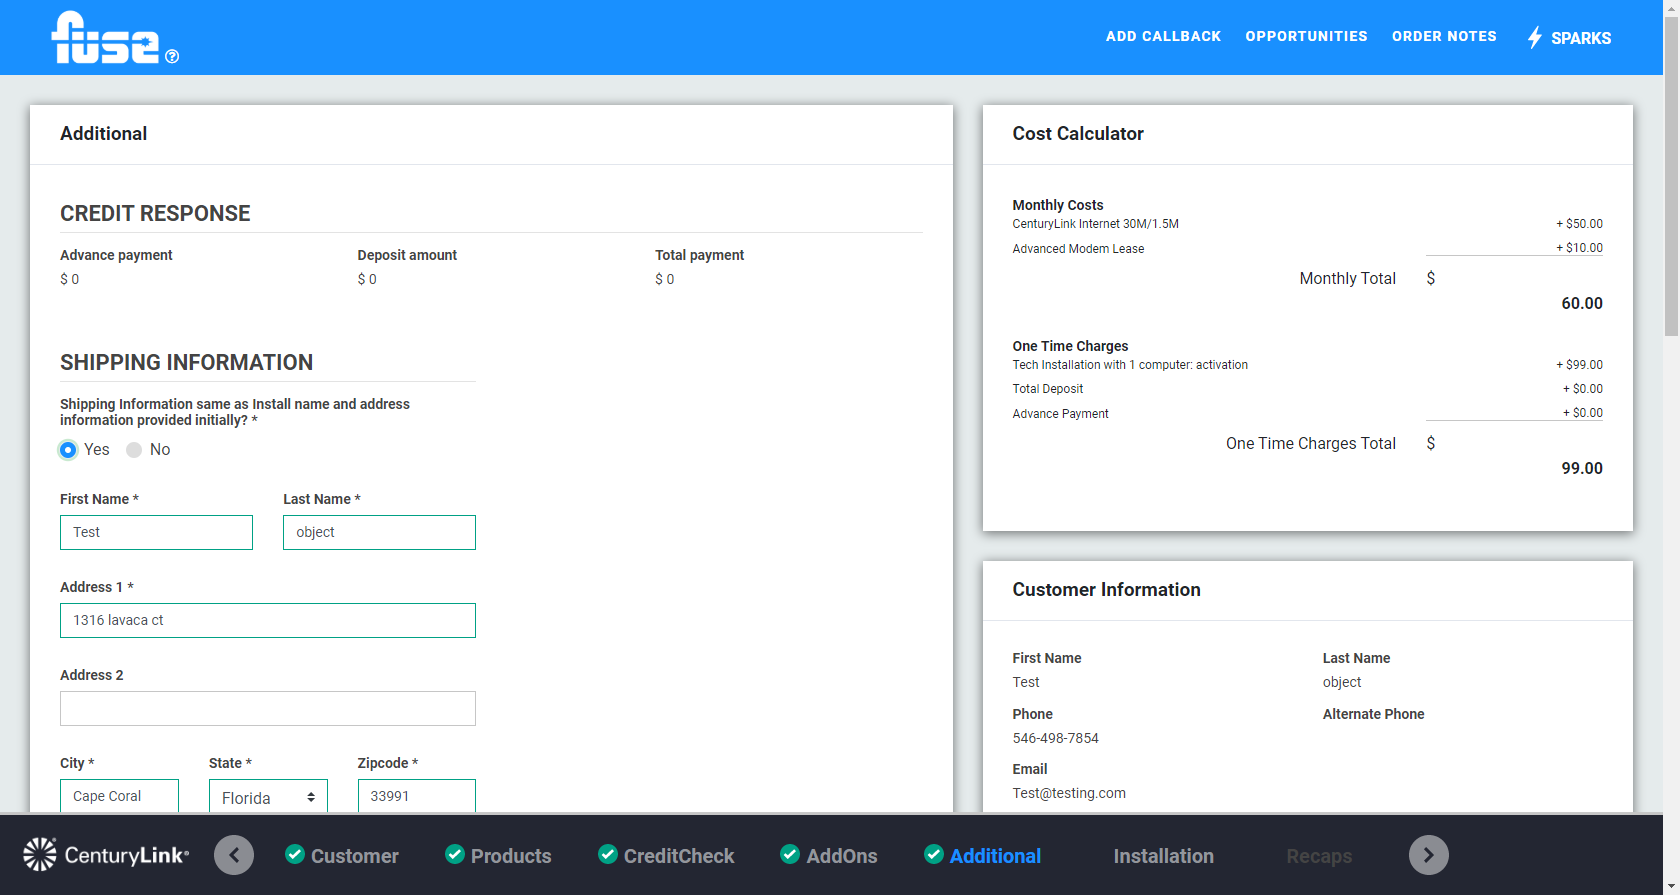 fuse ?
ADD CALLBACK OPPORTUNITIES ORDER NOTES SPARKS
Additional
CREDIT RESPONSE
Advance payment Deposit amount Total payment
$ 0 $ 0 $ 0
SHIPPING INFORMATION
Shipping Information same as Install name and address
information provided initially? *
Yes No
First Name * Last Name *
Test object
Address 1 *
1316 lavaca ct
Address 2
City * State * Zipcode *
Cape Coral Florida 33991
Cost Calculator
Monthly Costs
CenturyLink Internet 30M/1.5M + $50.00
Advanced Modem Lease + $10.00
Monthly Total $
60.00
One Time Charges
Tech Installation with 1 computer: activation + $99.00
Total Deposit + $0.00
Advance Payment + $0.00
One Time Charges Total $
99.00
Customer Information
First Name Last Name
Test object
Phone Alternate Phone
546-498-7854
Email
Test@testing.com
CenturyLink Customer Products CreditCheck AddOns Additional Installation Recaps